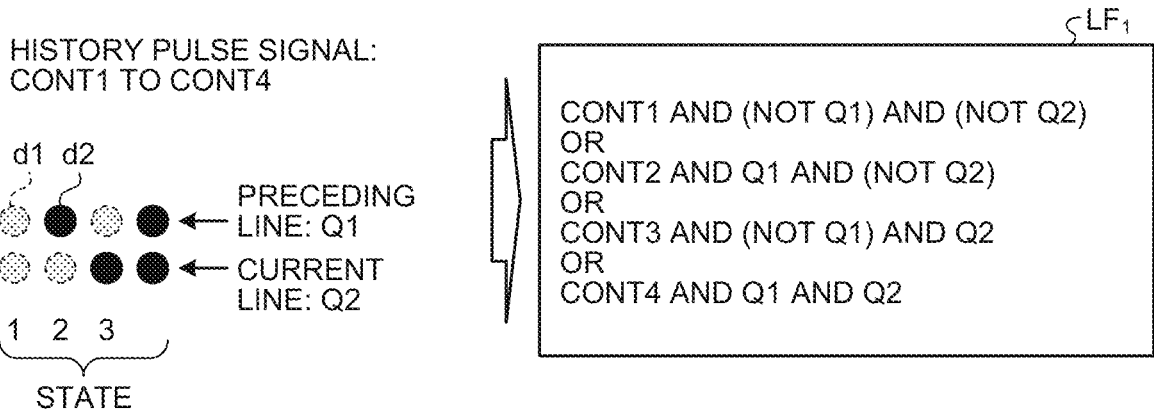 HISTORY PULSE SIGNAL:
CONT1 TO CONT4
d1 d2
PRECEDING
LINE: Q1
CURRENT
LINE: Q2
1 2 3
STATE
LF₁
CONT1 AND (NOT Q1) AND (NOT Q2)
OR
CONT2 AND Q1 AND (NOT Q2)
OR
CONT3 AND (NOT Q1) AND Q2
OR
CONT4 AND Q1 AND Q2